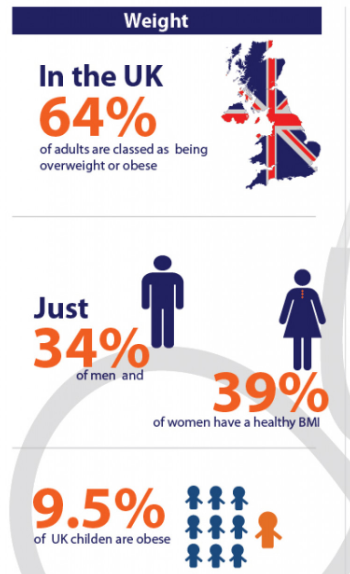 Weight
In the UK
64%
of adults are classed as being
overweight or obese
Just
34%
of men and
39%
of women have a healthy BMI
9.5%
of UK childen are obese